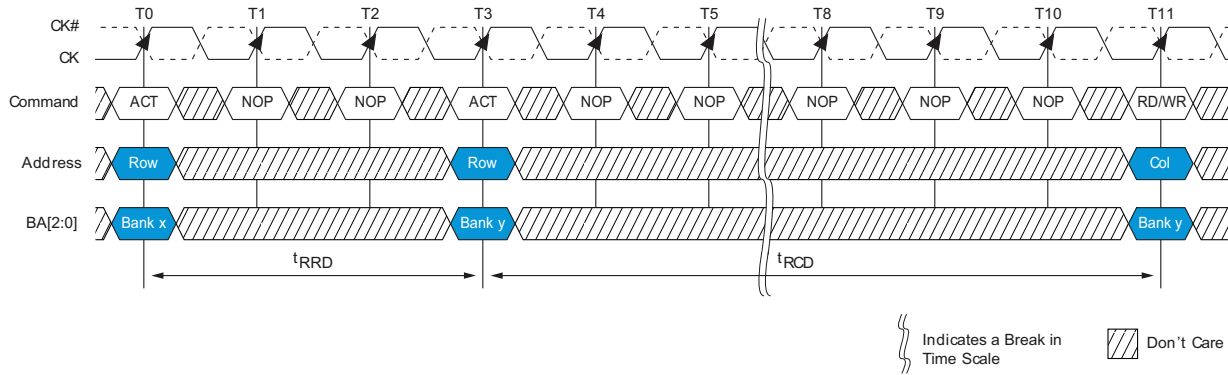 T0 T1 T2 T3 T4 T5 T8 T9 T10 T11
CK#
CK
Command ACT NOP NOP ACT NOP NOP NOP NOP NOP RD/WR
Address Row Row Col
BA[2:0] Bank x Bank y Bank y
tRRD tRCD
Indicates a Break in
Time Scale
Don't Care